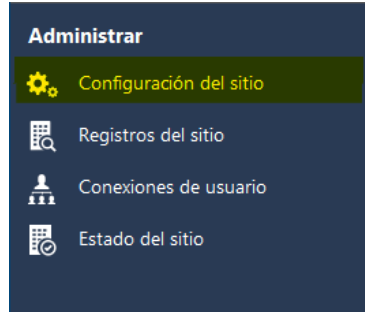 Administrar
Configuración del sitio
Registros del sitio
Conexiones de usuario
Estado del sitio